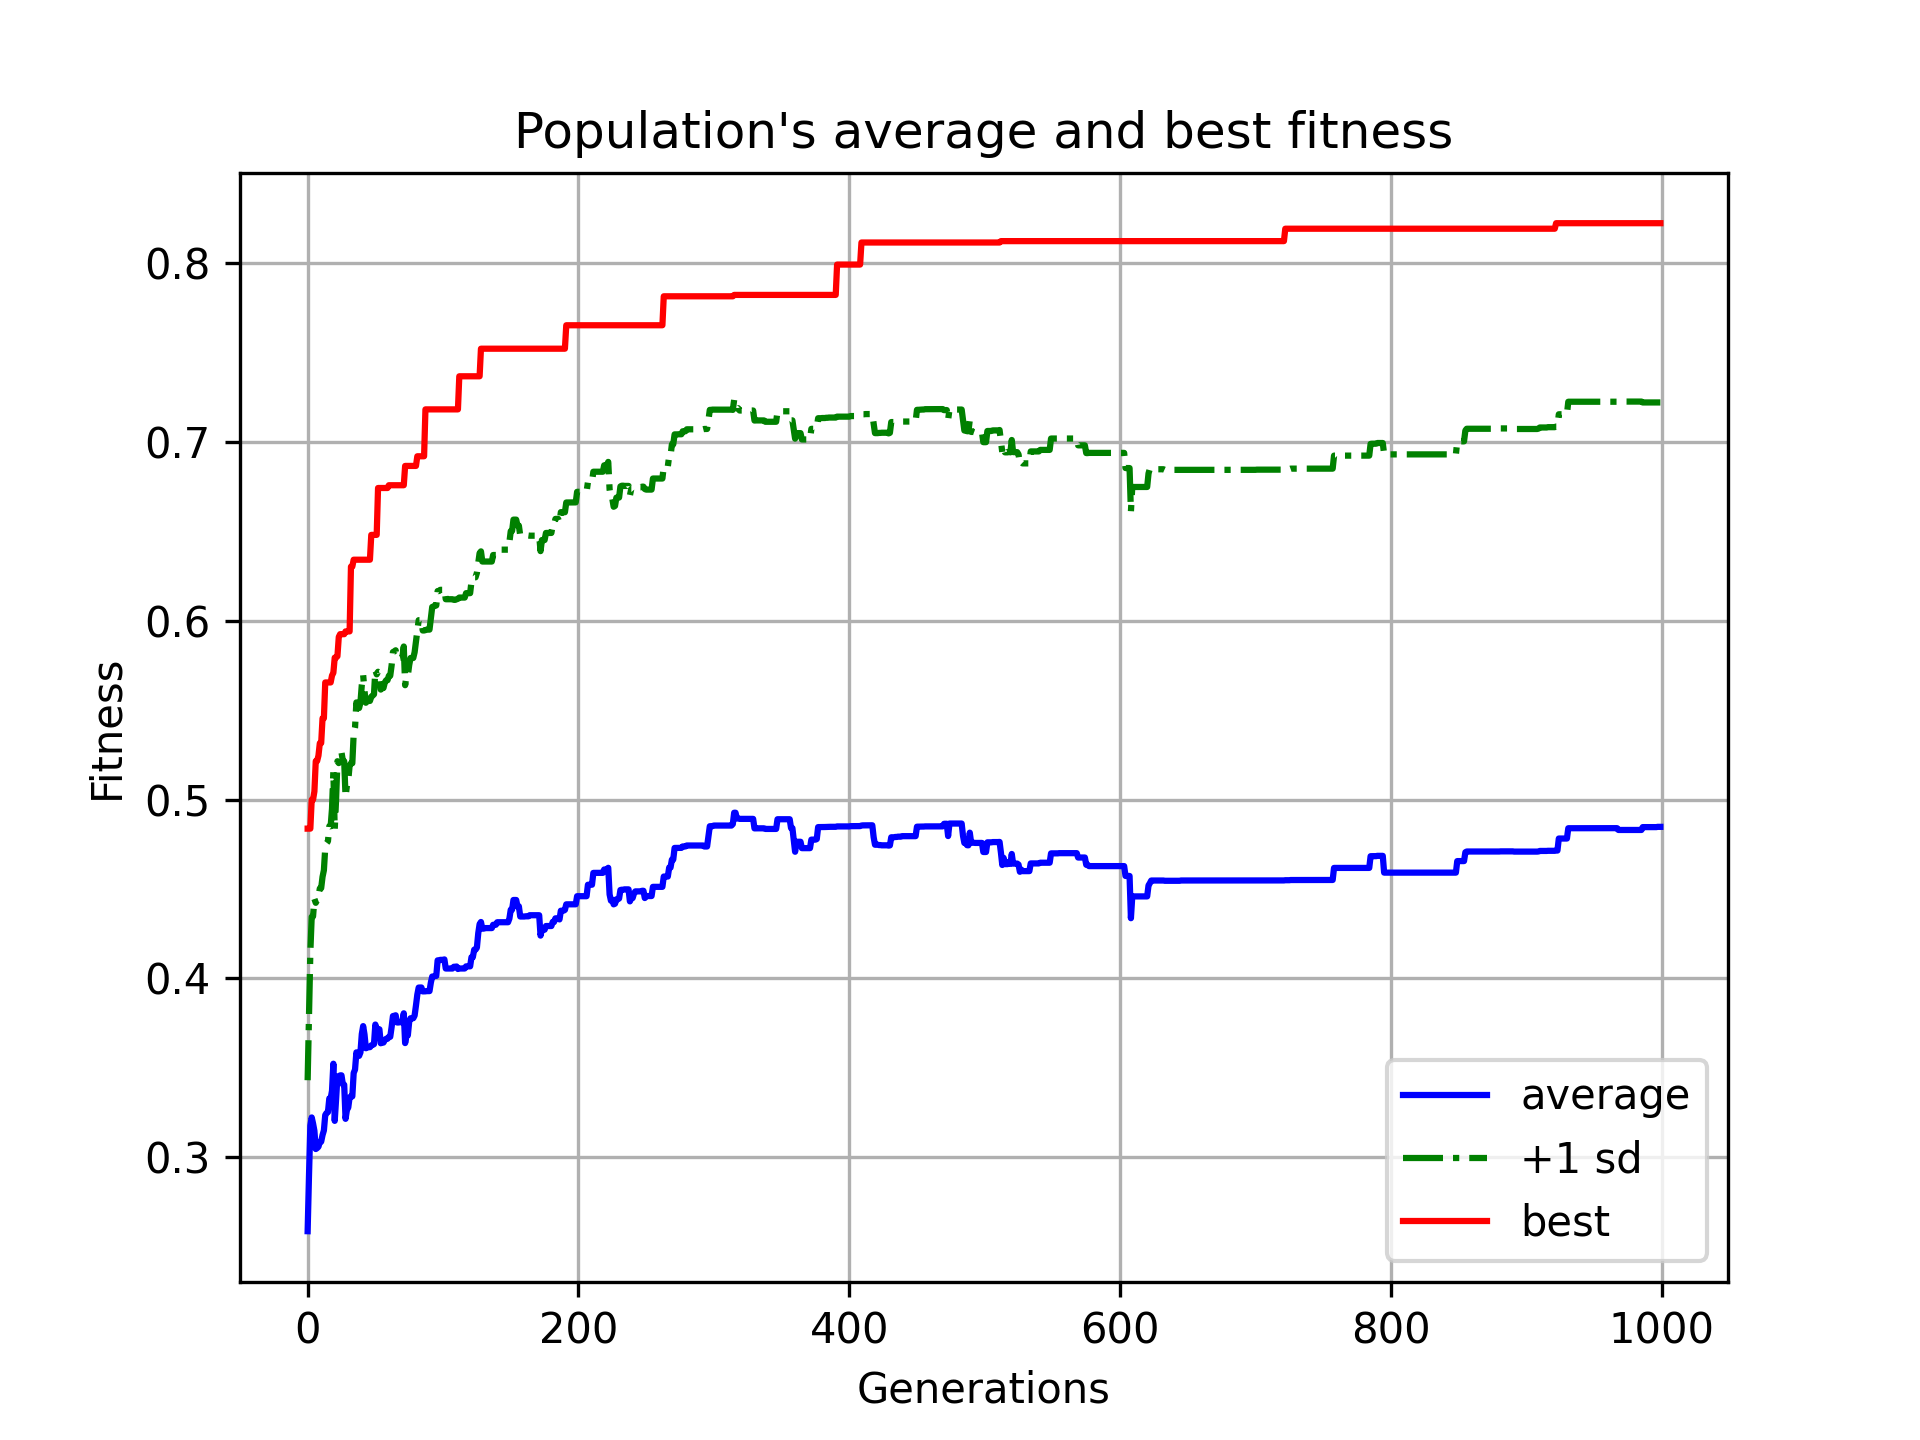 Population's average and best fitness
Fitness
0.8
0.7
0.6
0.5
0.4
0.3
0 200 400 600 800 1000
Generations
average
+1 sd
best